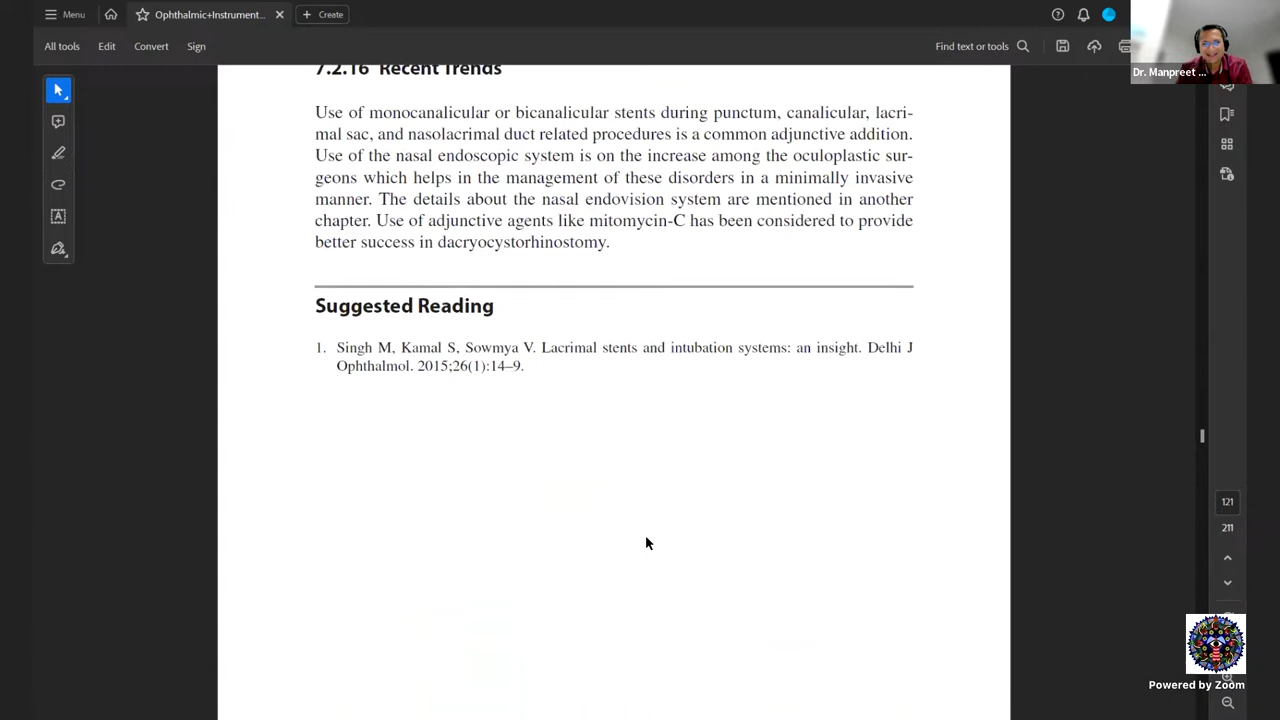 Menu
Ophthalmic+Instrument...
Create
All tools
Edit
Convert
Sign
Find text or tools
Dr. Manpreet ...
7.2.16 Recent Trends
Use of monocanalicular or bicanalicular stents during punctum, canalicular, lacri-
mal sac, and nasolacrimal duct related procedures is a common adjunctive addition.
Use of the nasal endoscopic system is on the increase among the oculoplastic sur-
geons which helps in the management of these disorders in a minimally invasive
manner. The details about the nasal endovision system are mentioned in another
chapter. Use of adjunctive agents like mitomycin-C has been considered to provide
better success in dacryocystorhinostomy.
Suggested Reading
1. Singh M, Kamal S, Sowmya V. Lacrimal stents and intubation systems: an insight. Delhi J
Ophthalmol. 2015;26(1):14–9.
121
211
Powered by Zoom